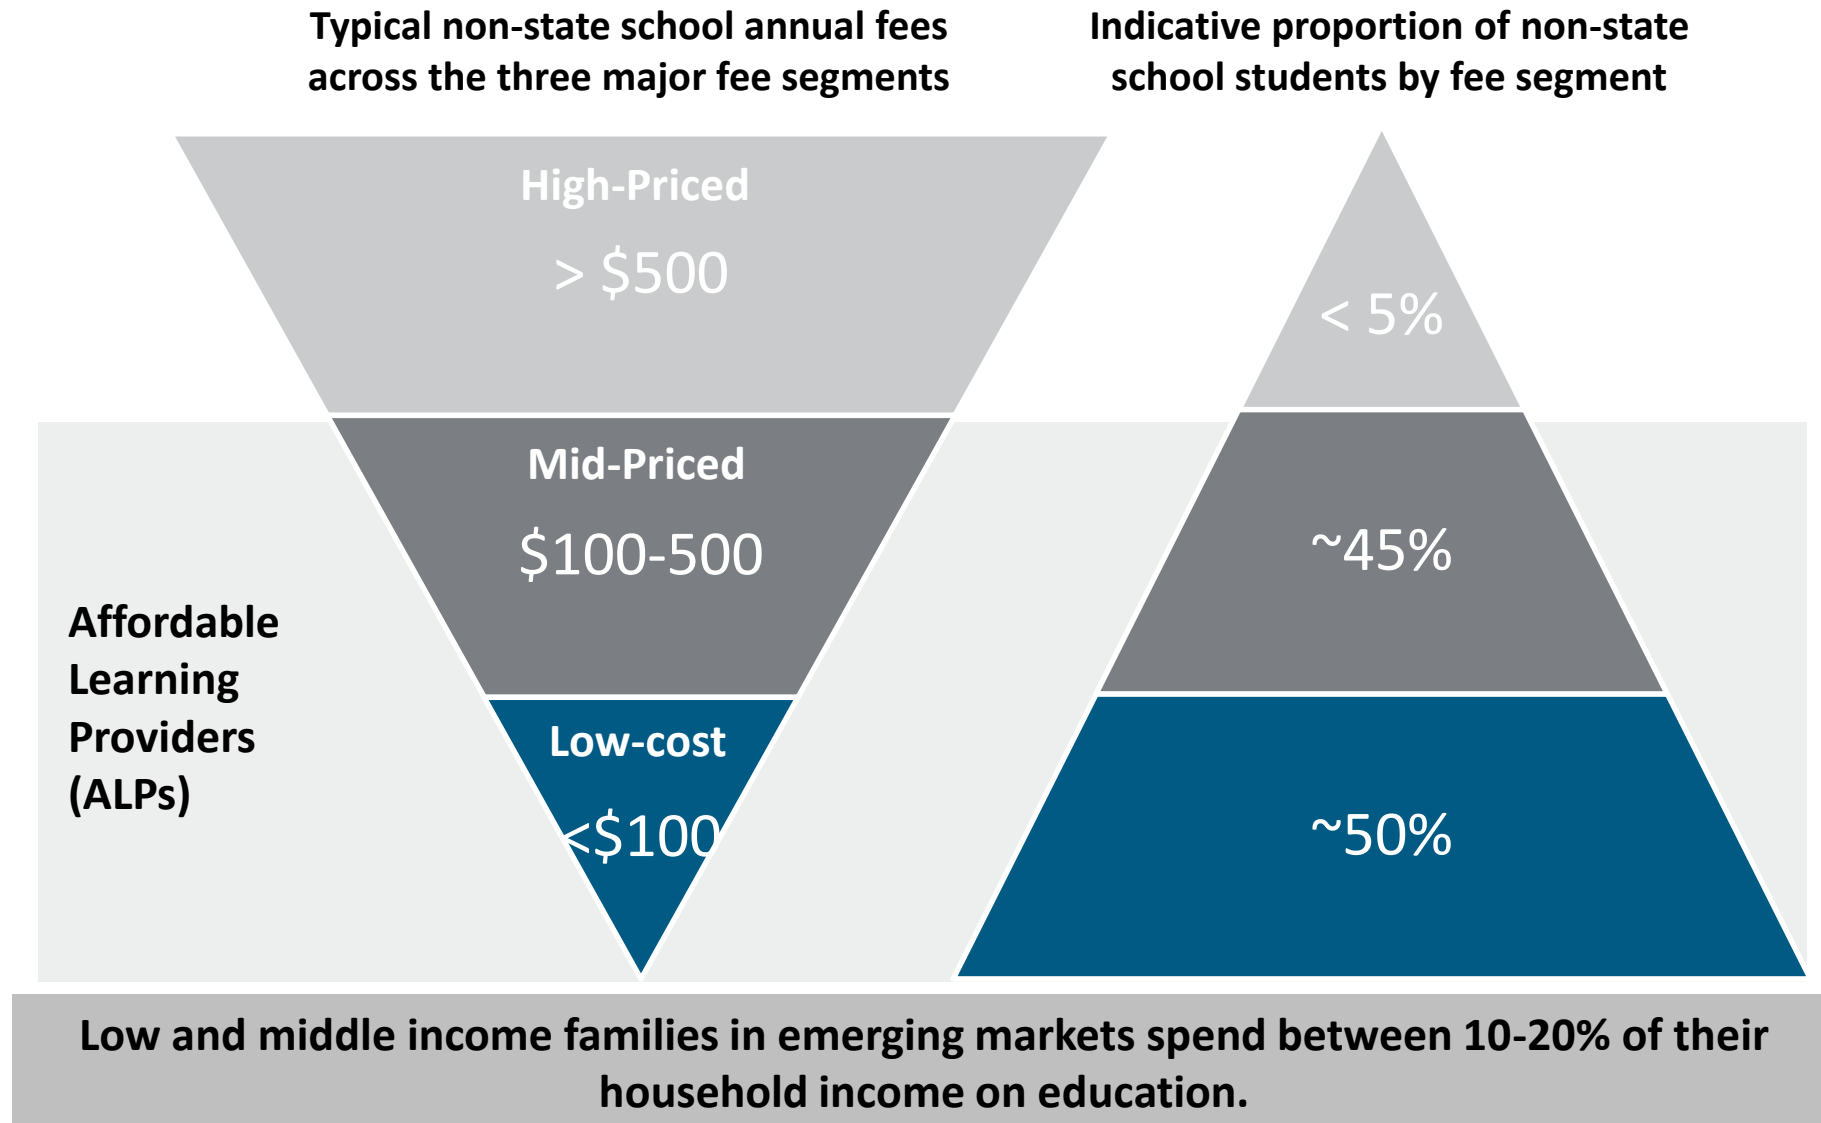 Typical non-state school annual fees
across the three major fee segments
Indicative proportion of non-state
school students by fee segment
High-Priced
> $500
< 5%
Mid-Priced
$100-500
~45%
Affordable
Learning
Providers
(ALPs)
Low-cost
<$100
~50%
Low and middle income families in emerging markets spend between 10-20% of their
household income on education.